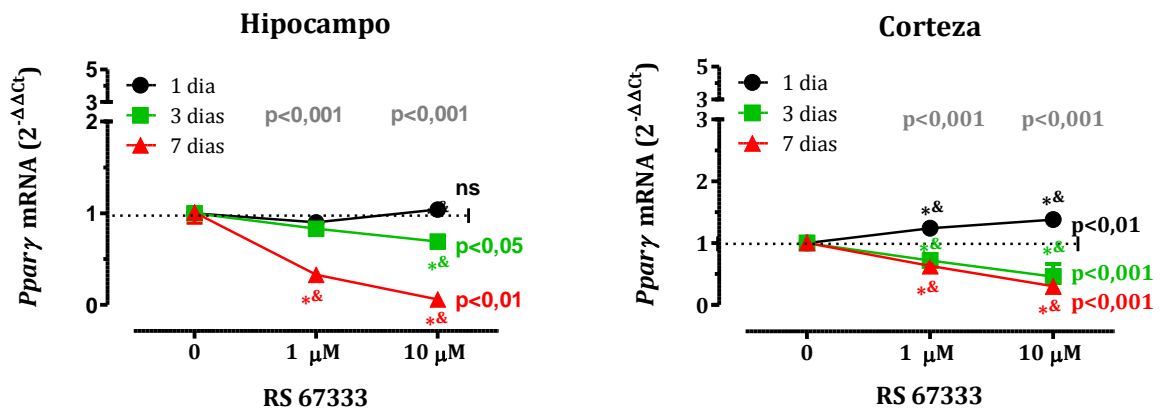 Hipocampo
Pparγ mRNA (2^-ΔΔCt)
5
3
2
1
0
1 dia
3 dias
7 dias
p<0,001
p<0,001
ns
&
p<0,05
*&
p<0,01
*&
*&
0
1 μM
10 μM
RS 67333
Corteza
Pparγ mRNA (2^-ΔΔCt)
5
3
3
2
1
0
1 dia
3 dias
7 dias
p<0,001
p<0,001
*&
*&
p<0,01
*&
*&
p<0,001
*&
*&
p<0,001
0
1 μM
10 μM
RS 67333